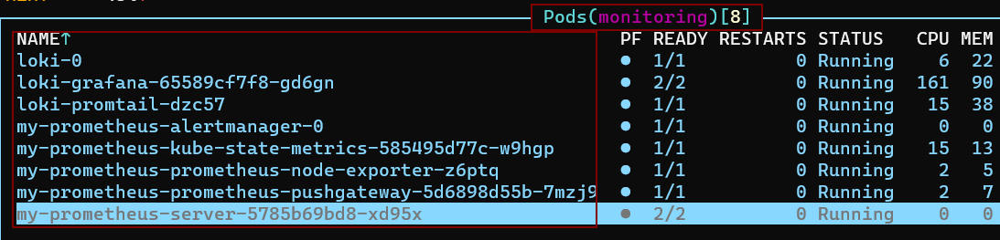 Pods(monitoring)[8]
NAME↑ PF READY RESTARTS STATUS CPU MEM
loki-0 ● 1/1 0 Running 6 22
loki-grafana-65589cf7f8-gd6gn ● 2/2 0 Running 161 90
loki-promtail-dzc57 ● 1/1 0 Running 15 38
my-prometheus-alertmanager-0 ● 1/1 0 Running 0 0
my-prometheus-kube-state-metrics-585495d77c-w9hgp ● 1/1 0 Running 15 13
my-prometheus-prometheus-node-exporter-z6ptq ● 1/1 0 Running 2 5
my-prometheus-prometheus-pushgateway-5d6898d55b-7mzj9 ● 1/1 0 Running 2 7
my-prometheus-server-5785b69bd8-xd95x ● 2/2 0 Running 0 0